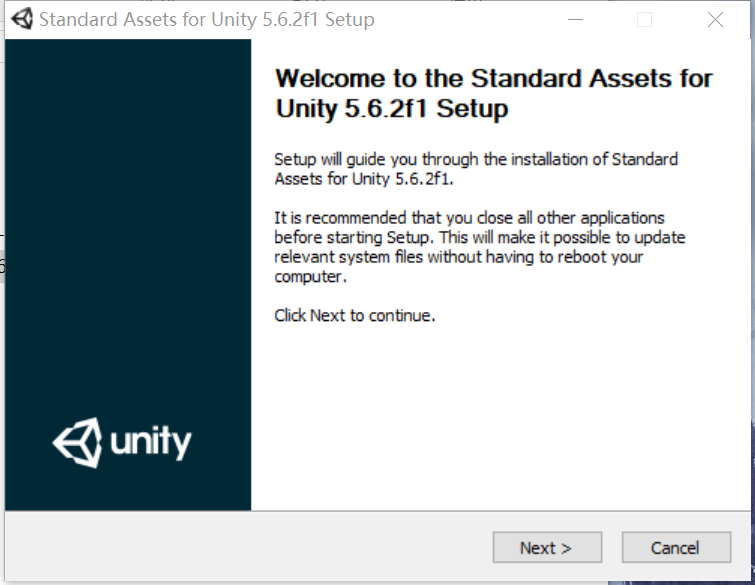 Standard Assets for Unity 5.6.2f1 Setup
Welcome to the Standard Assets for
Unity 5.6.2f1 Setup
Setup will guide you through the installation of Standard
Assets for Unity 5.6.2f1.
It is recommended that you close all other applications
before starting Setup. This will make it possible to update
relevant system files without having to reboot your
computer.
Click Next to continue.
unity
Next >
Cancel